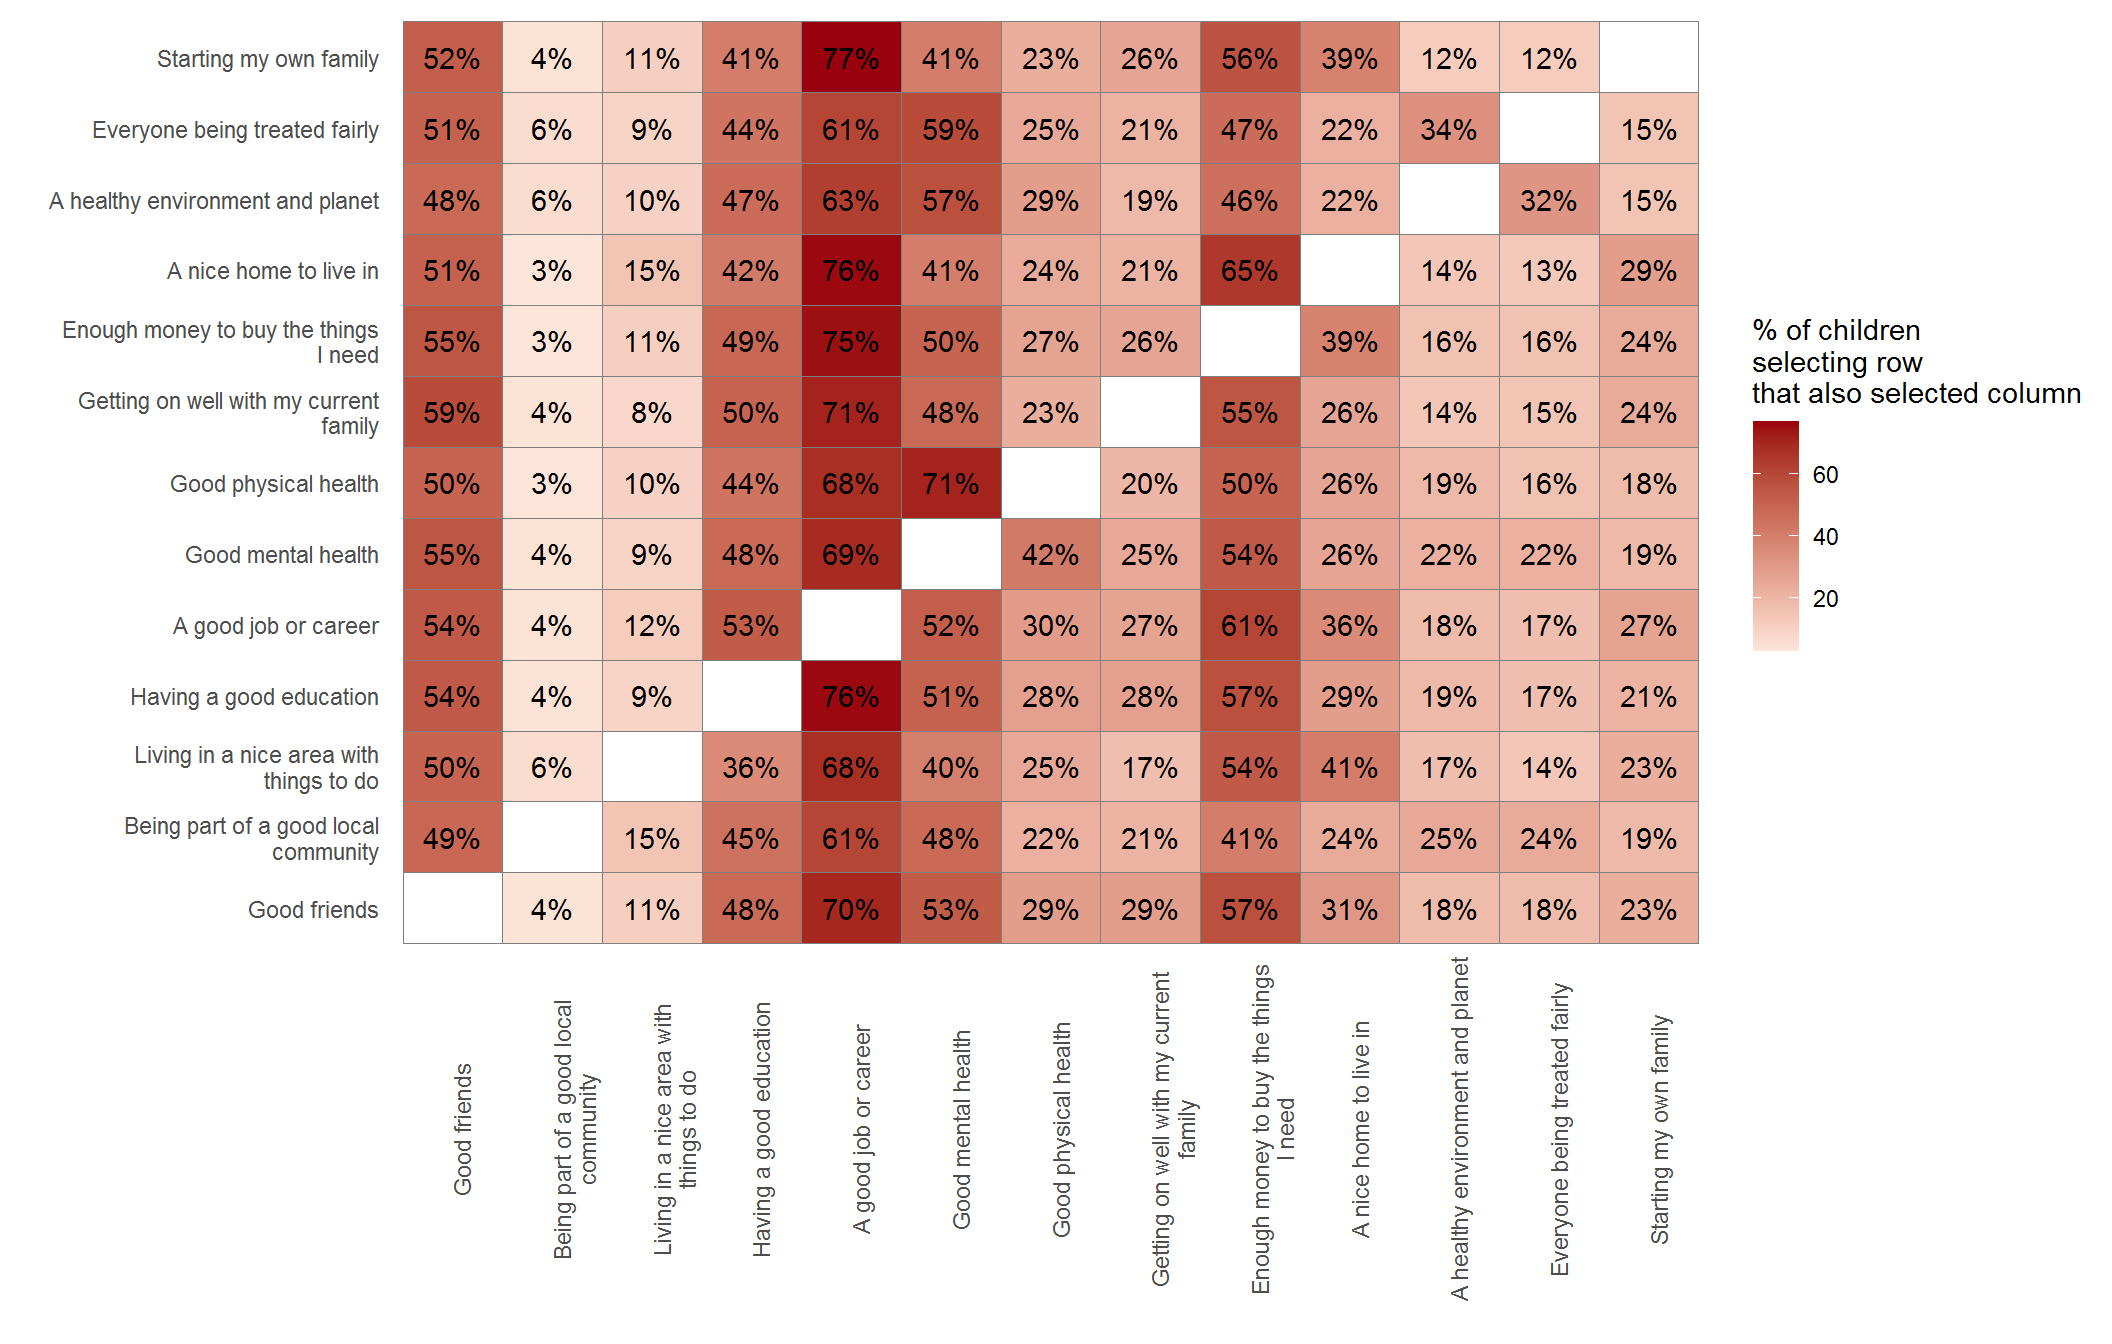 Starting my own family 52% 4% 11% 41% 77% 41% 23% 26% 56% 39% 12% 12%
Everyone being treated fairly 51% 6% 9% 44% 61% 59% 25% 21% 47% 22% 34% 15%
A healthy environment and planet 48% 6% 10% 47% 63% 57% 29% 19% 46% 22% 32% 15%
A nice home to live in 51% 3% 15% 42% 76% 41% 24% 21% 65% 14% 13% 29%
Enough money to buy the things
I need
55% 3% 11% 49% 75% 50% 27% 26% 39% 16% 16% 24%
Getting on well with my current
family
59% 4% 8% 50% 71% 48% 23% 55% 26% 14% 15% 24%
Good physical health 50% 3% 10% 44% 68% 71% 20% 50% 26% 19% 16% 18%
Good mental health 55% 4% 9% 48% 69% 42% 25% 54% 26% 22% 22% 19%
A good job or career 54% 4% 12% 53% 52% 30% 27% 61% 36% 18% 17% 27%
Having a good education 54% 4% 9% 76% 51% 28% 28% 57% 29% 19% 17% 21%
Living in a nice area with
things to do
50% 6% 36% 68% 40% 25% 17% 54% 41% 17% 14% 23%
Being part of a good local
community
49% 15% 45% 61% 48% 22% 21% 41% 24% 25% 24% 19%
Good friends 4% 11% 48% 70% 53% 29% 29% 57% 31% 18% 18% 23%
Good friends
Being part of a good local
community
Living in a nice area with
things to do
Having a good education
A good job or career
Good mental health
Good physical health
Getting on well with my current
family
Enough money to buy the things
I need
A nice home to live in
A healthy environment and planet
Everyone being treated fairly
Starting my own family
% of children
selecting row
that also selected column
60
40
20